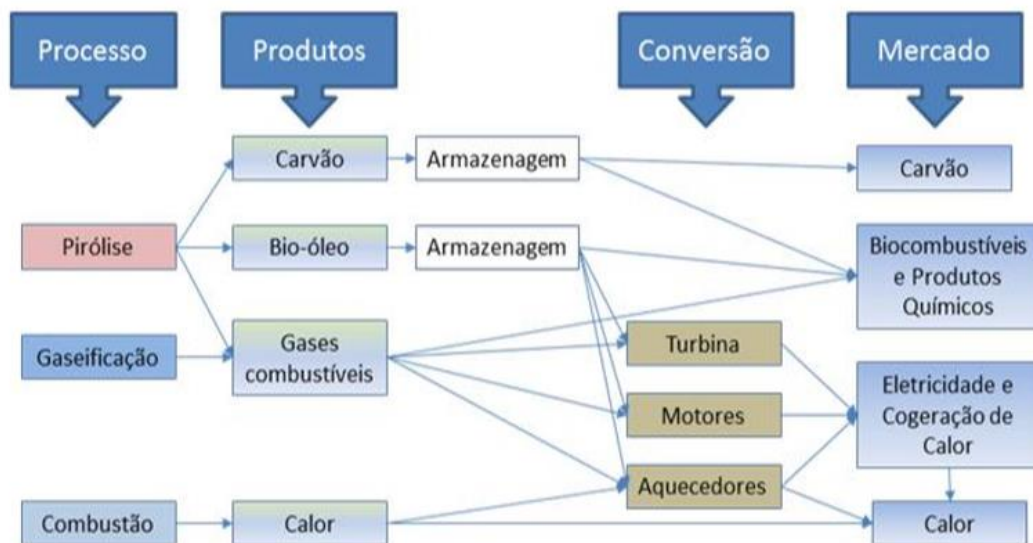 Processo
Produtos
Conversão
Mercado
Carvão
Armazenagem
Carvão
Pirólise
Bio-óleo
Armazenagem
Biocombustíveis
e Produtos
Químicos
Gaseificação
Gases
combustíveis
Turbina
Motores
Eletricidade e
Cogeração de
Calor
Aquecedores
Combustão
Calor
Calor